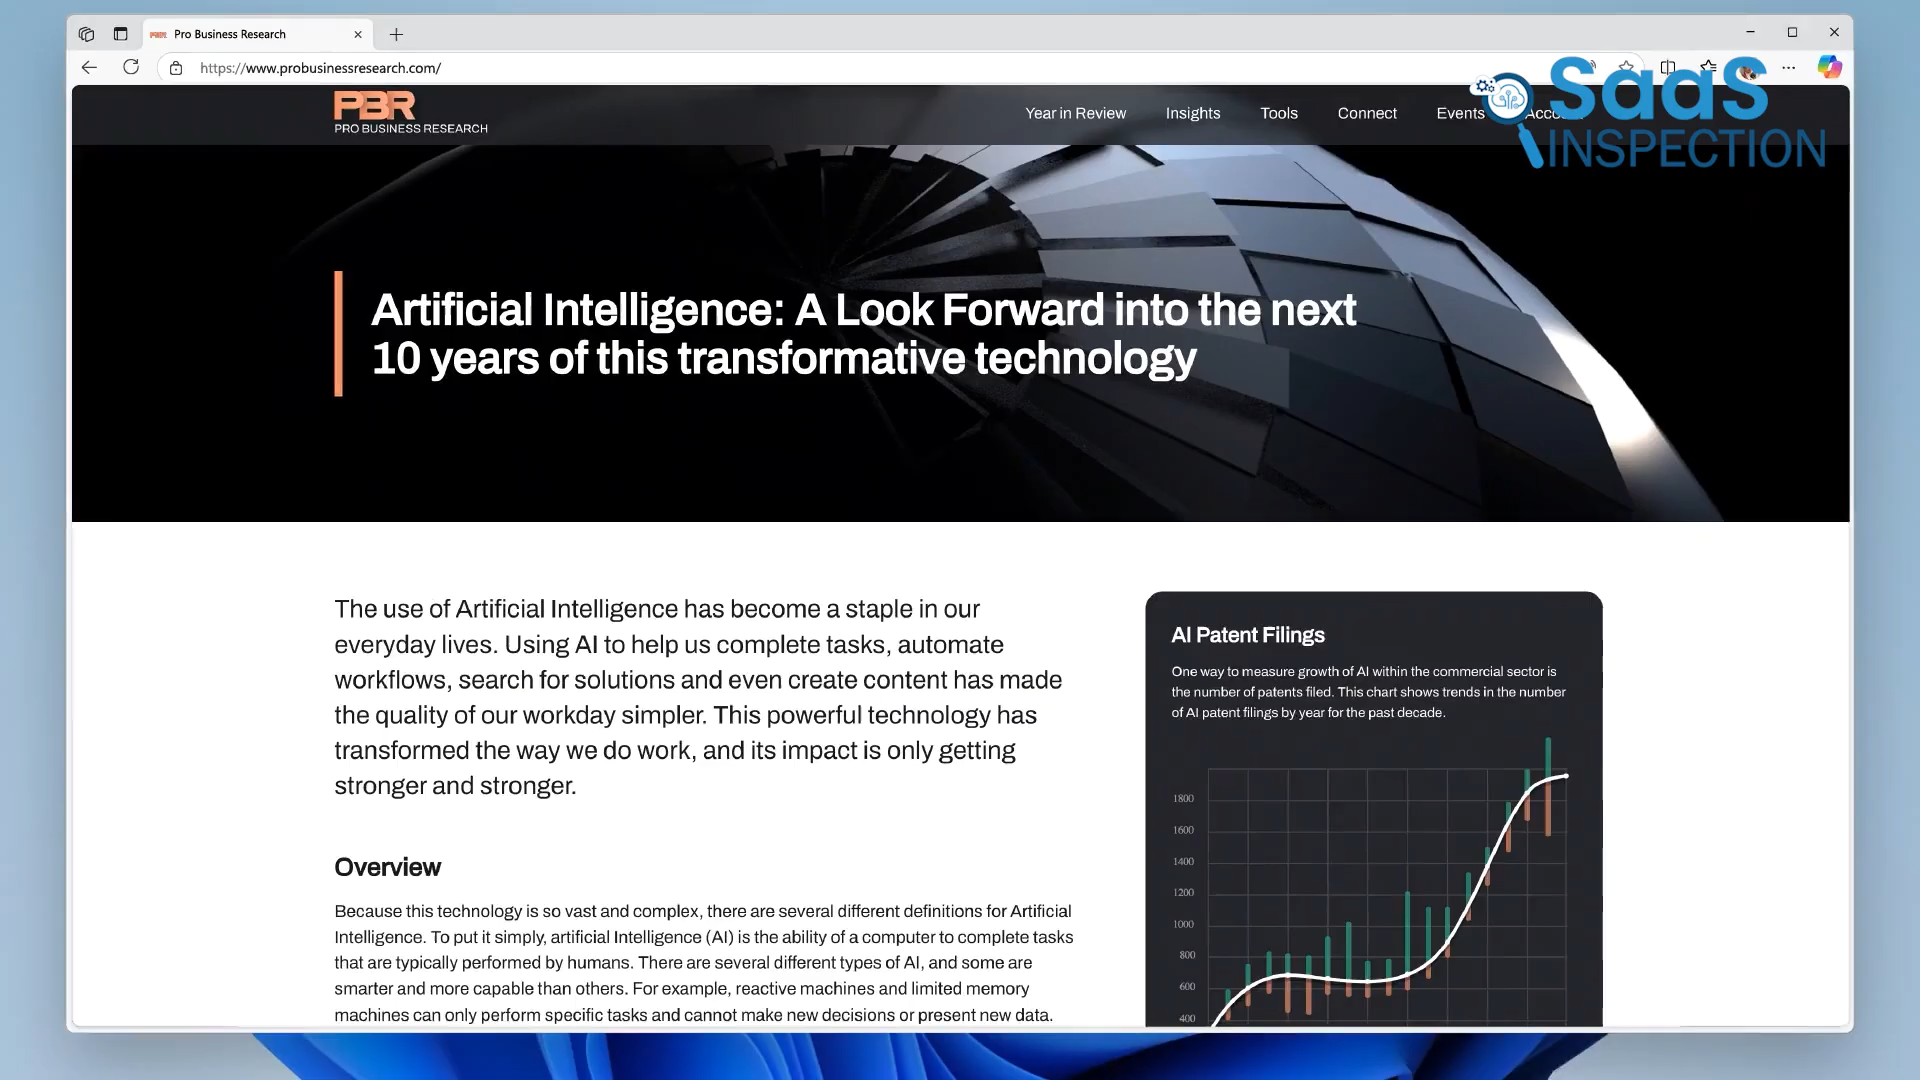 Pro Business Research
https://www.probusinessresearch.com/
PBR
PRO BUSINESS RESEARCH
Year in Review
Insights
Tools
Connect
Events
SaaS
INSPECTION
Artificial Intelligence: A Look Forward into the next
10 years of this transformative technology
The use of Artificial Intelligence has become a staple in our
everyday lives. Using AI to help us complete tasks, automate
workflows, search for solutions and even create content has made
the quality of our workday simpler. This powerful technology has
transformed the way we do work, and its impact is only getting
stronger and stronger.
Overview
Because this technology is so vast and complex, there are several different definitions for Artificial
Intelligence. To put it simply, artificial Intelligence (AI) is the ability of a computer to complete tasks
that are typically performed by humans. There are several different types of AI, and some are
smarter and more capable than others. For example, reactive machines and limited memory
machines can only perform specific tasks and cannot make new decisions or present new data.
AI Patent Filings
One way to measure growth of AI within the commercial sector is
the number of patents filed. This chart shows trends in the number
of AI patent filings by year for the past decade.
1800
1600
1400
1200
1000
800
600
400